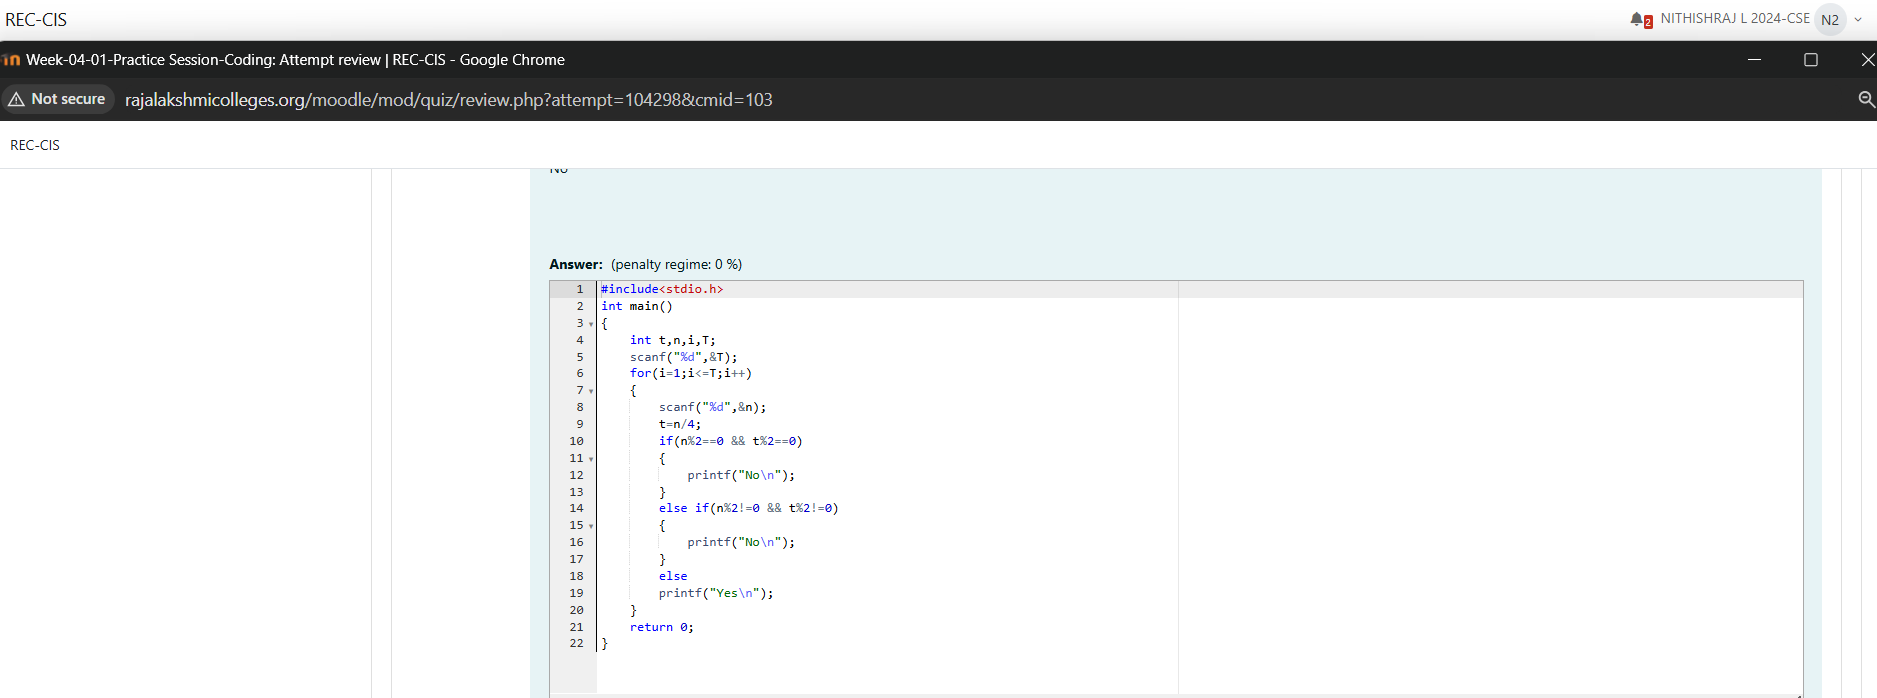 REC-CIS
2 NITHISHRAJ L 2024-CSE N2
Week-04-01-Practice Session-Coding: Attempt review | REC-CIS - Google Chrome
Not secure rajalakshmicolleges.org/moodle/mod/quiz/review.php?attempt=104298&cmid=103
REC-CIS
No
Answer: (penalty regime: 0 %)
1 #include<stdio.h>
2 int main()
3 {
4 int t,n,i,T;
5 scanf("%d",&T);
6 for(i=1;i<=T;i++)
7 {
8 scanf("%d",&n);
9 t=n/4;
10 if(n%2==0 && t%2==0)
11 {
12 printf("No\n");
13 }
14 else if(n%2!=0 && t%2!=0)
15 {
16 printf("No\n");
17 }
18 else
19 printf("Yes\n");
20 }
21 return 0;
22 }